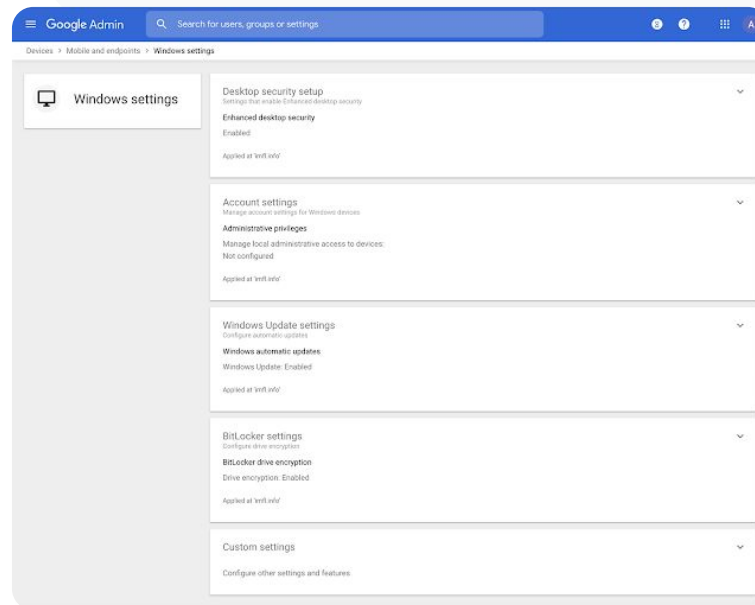 Google Admin
Search for users, groups or settings
A
Devices > Mobile and endpoints > Windows settings
Windows settings
Desktop security setup
Settings that enable Enhanced desktop security
Enhanced desktop security
Enabled
Applied at 'imfl.info'
Account settings
Manage account settings for Windows devices
Administrative privileges
Manage local administrative access to devices:
Not configured
Applied at 'imfl.info'
Windows Update settings
Configure automatic updates
Windows automatic updates
Windows Update: Enabled
Applied at 'imfl.info'
BitLocker settings
Configure drive encryption
BitLocker drive encryption
Drive encryption: Enabled
Applied at 'imfl.info'
Custom settings
Configure other settings and features